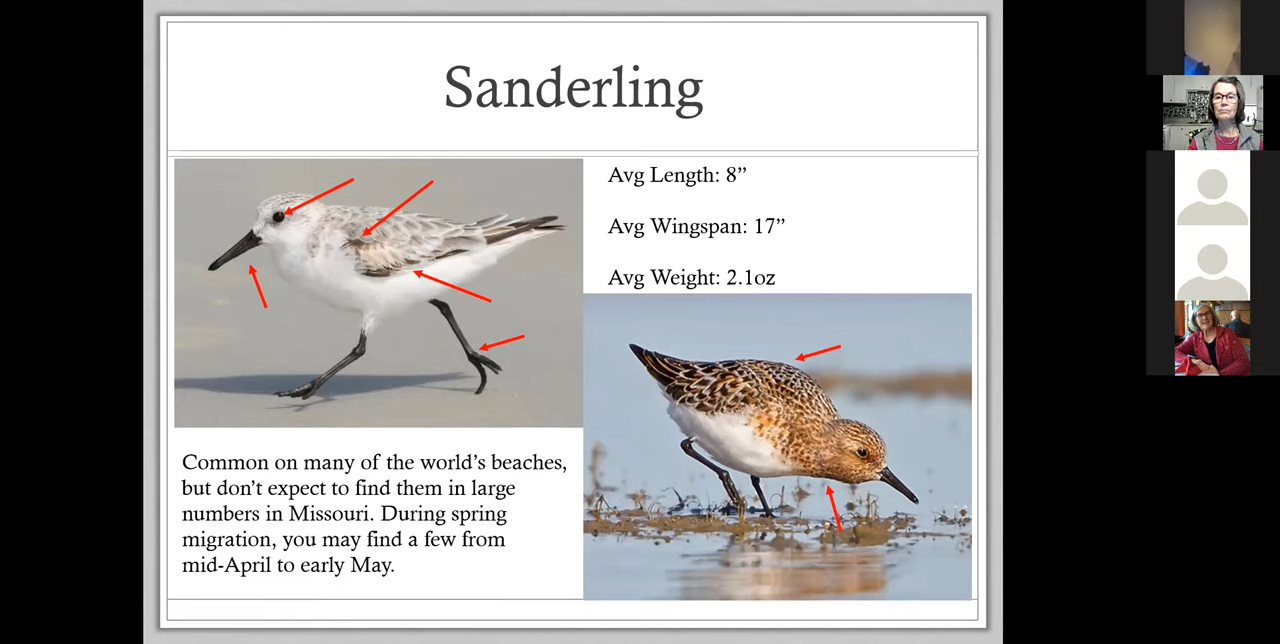 Sanderling
Avg Length: 8”
Avg Wingspan: 17”
Avg Weight: 2.1oz
Common on many of the world’s beaches,
but don’t expect to find them in large
numbers in Missouri. During spring
migration, you may find a few from
mid-April to early May.